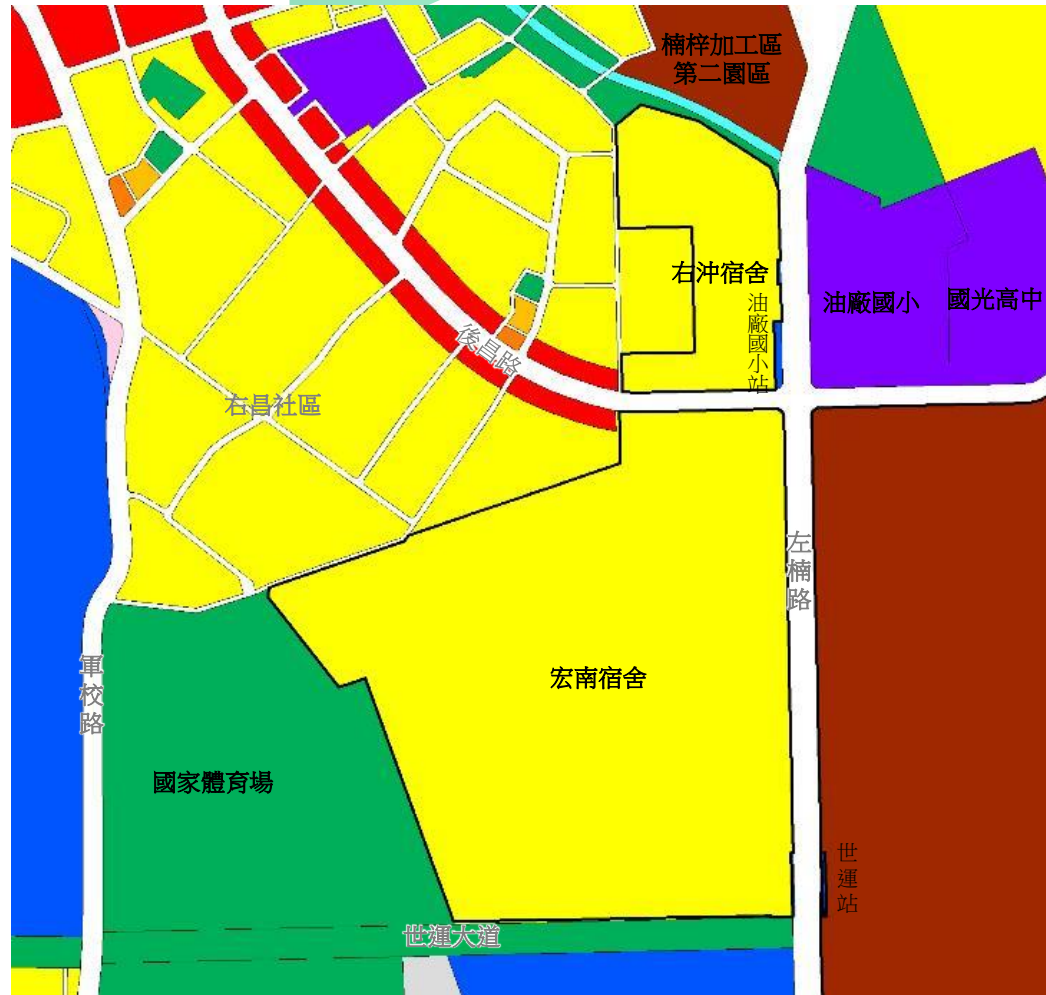 楠梓加工區
第二園區
右沖宿舍
油廠國小站
油廠國小
國光高中
後昌路
右昌社區
左楠路
軍校路
宏南宿舍
國家體育場
世運站
世運大道